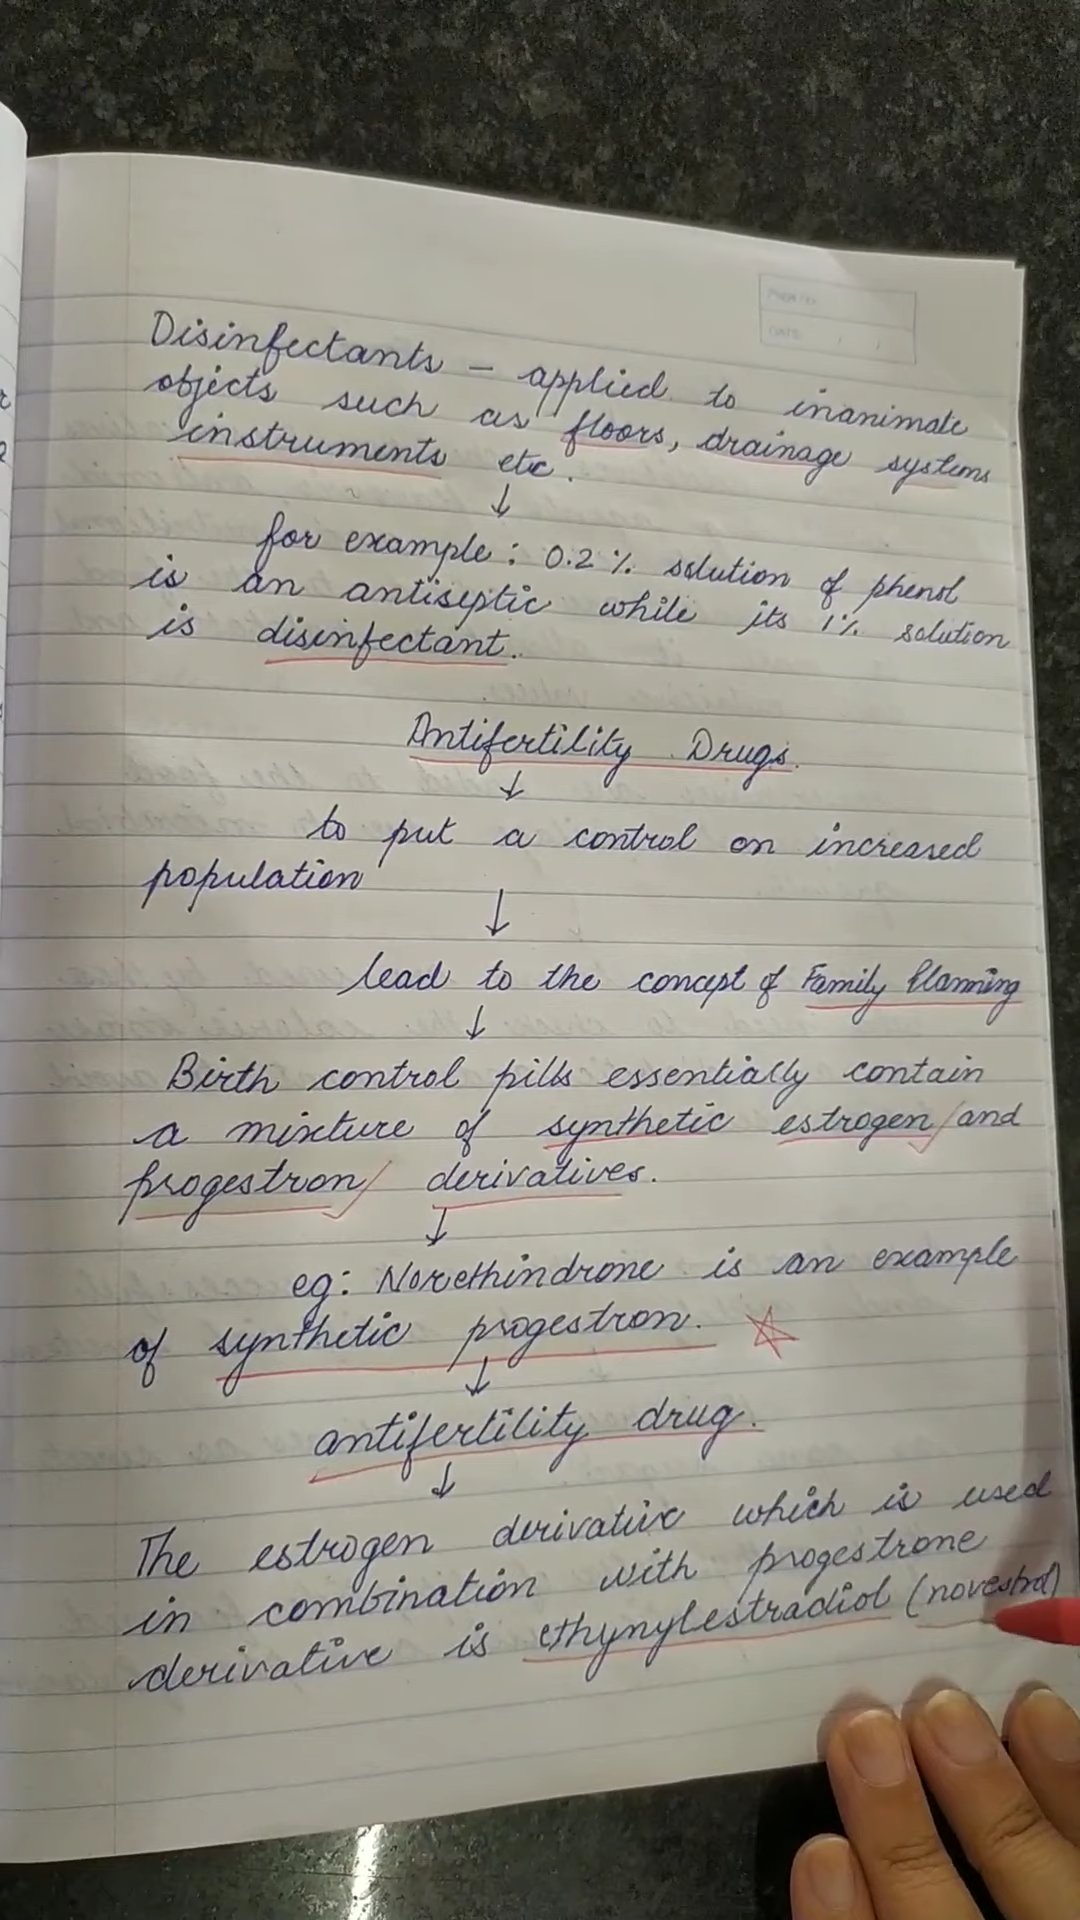 Disinfectants - applied to inanimate
objects such as floors, drainage systems
instruments etc.
↓
for example : 0.2 % solution of phenol
is an antiseptic while its 1% solution
is disinfectant.
Antifertility Drugs.
↓
to put a control on increased
population
↓
lead to the concept of Family Planning
↓
Birth control pills essentially contain
a mixture of synthetic estrogen/and
progestron/ derivatives.
↓
eg: Norethindrone is an example
of synthetic progestron. ☆
↓
antifertility drug.
↓
The estrogen derivative which is used
in combination with progestrone
derivative is ethynylestradiol (novestrol)